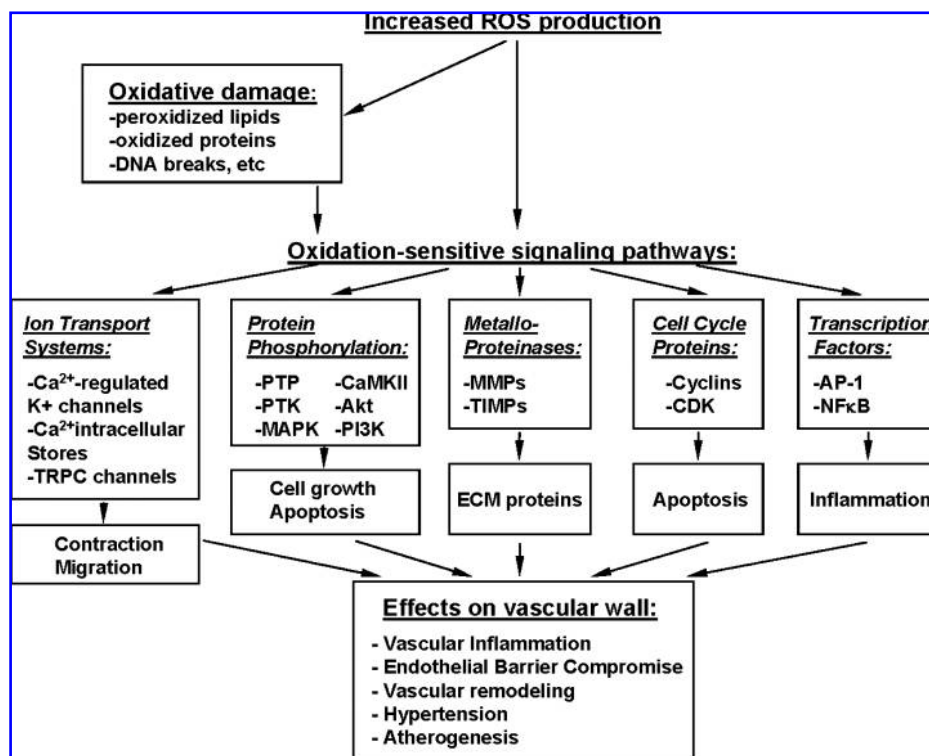 Increased ROS production
Oxidative damage:
-peroxidized lipids
-oxidized proteins
-DNA breaks, etc
Oxidation-sensitive signaling pathways:
Ion Transport
Systems:
-Ca²⁺-regulated
K+ channels
-Ca²⁺intracellular
Stores
-TRPC channels
Contraction
Migration
Protein
Phosphorylation:
-PTP -CaMKII
-PTK -Akt
-MAPK -PI3K
Cell growth
Apoptosis
Metallo-
Proteinases:
-MMPs
-TIMPs
ECM proteins
Cell Cycle
Proteins:
-Cyclins
-CDK
Apoptosis
Transcription
Factors:
-AP-1
-NFκB
Inflammation
Effects on vascular wall:
- Vascular Inflammation
- Endothelial Barrier Compromise
- Vascular remodeling
- Hypertension
- Atherogenesis